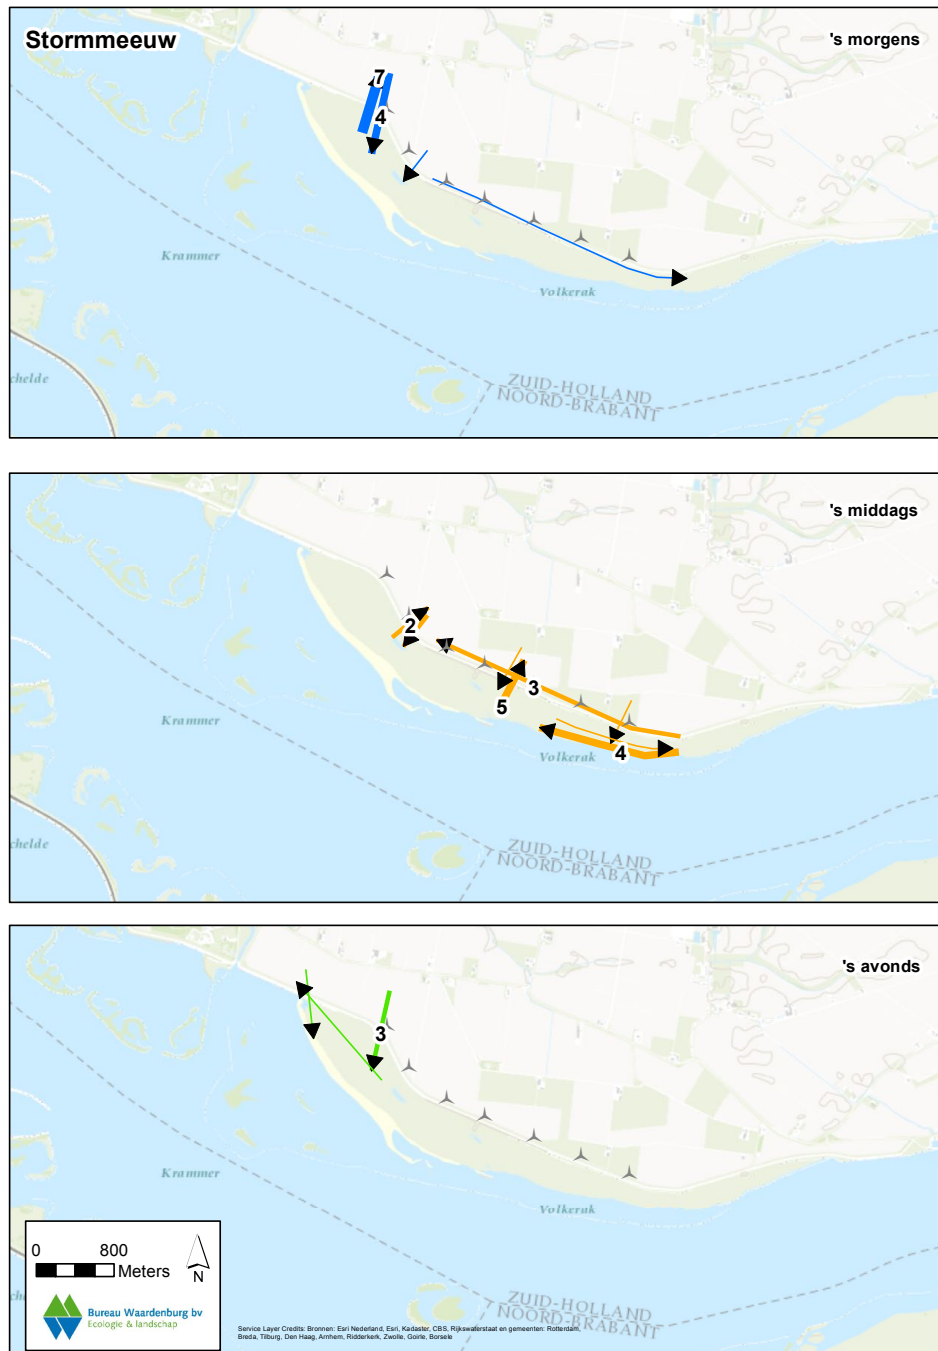 Stormmeeuw
's morgens
7
4
Krammer
Volkerak
chelde
ZUID-HOLLAND
NOORD-BRABANT
's middags
2
3
5
4
Krammer
Volkerak
chelde
ZUID-HOLLAND
NOORD-BRABANT
's avonds
3
Krammer
Volkerak
ZUID-HOLLAND
NOORD-BRABANT
0 800
Meters
N
Bureau Waardenburg bv
Ecologie & landschap
Service Layer Credits: Bronnen: Esri Nederland, Esri, Kadaster, CBS, Rijkswaterstaat en gemeenten: Rotterdam,
Breda, Tilburg, Den Haag, Arnhem, Ridderkerk, Zwolle, Goirle, Borsele